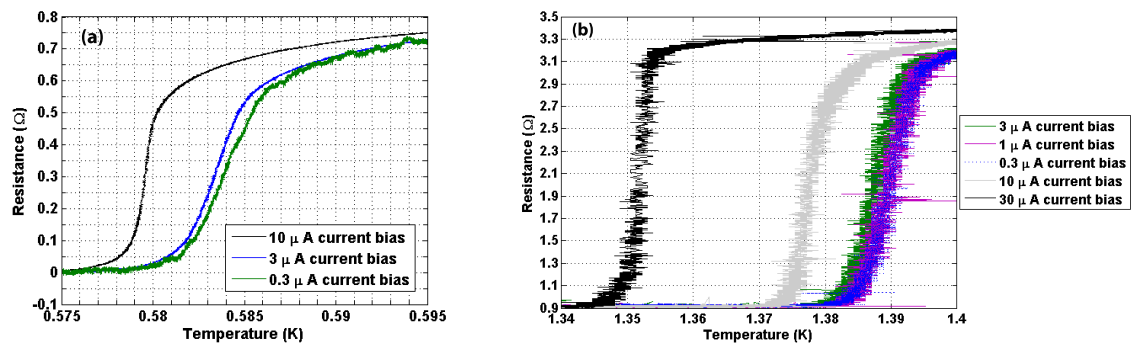 (a)
Resistance (Ω)
0.8
0.7
0.6
0.5
0.4
0.3
0.2
0.1
0
-0.1
0.575 0.58 0.585 0.59 0.595
Temperature (K)
10 μ A current bias
3 μ A current bias
0.3 μ A current bias
(b)
Resistance (Ω)
3.5
3.3
3.1
2.9
2.7
2.5
2.3
2.1
1.9
1.7
1.5
1.3
1.1
0.9
1.34 1.35 1.36 1.37 1.38 1.39 1.4
Temperature (K)
3 μ A current bias
1 μ A current bias
0.3 μ A current bias
10 μ A current bias
30 μ A current bias